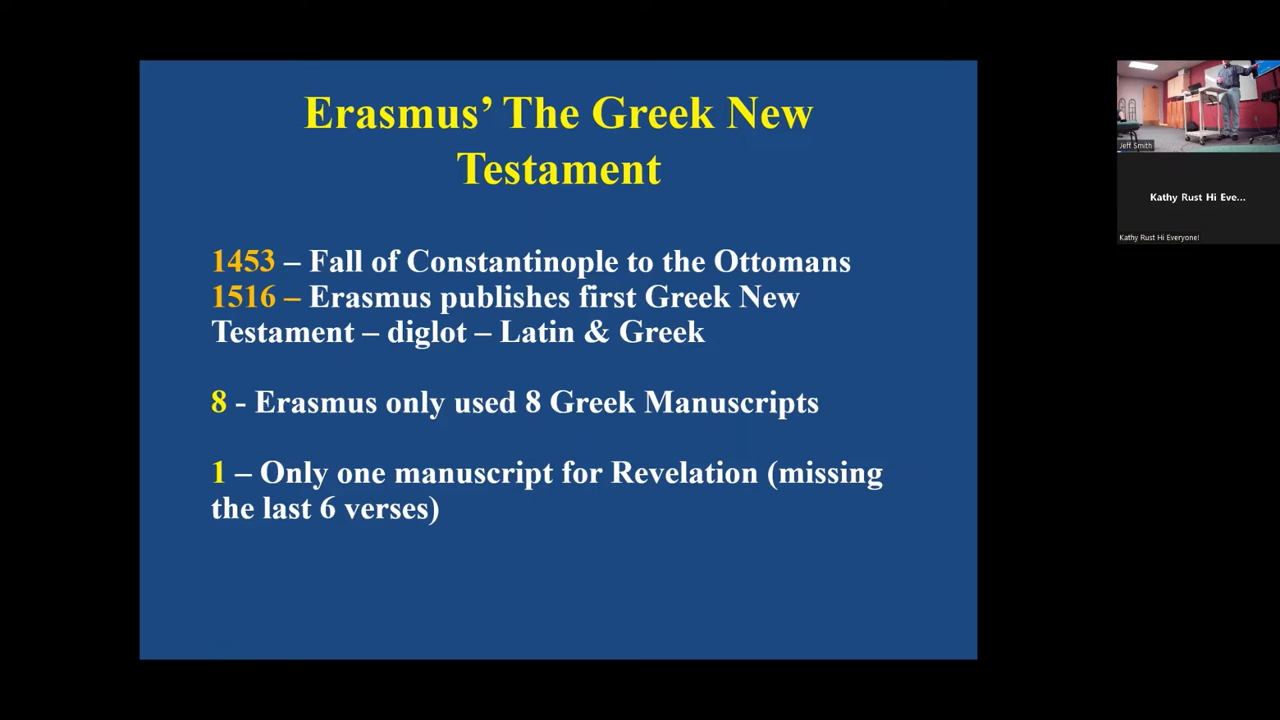 Erasmus’ The Greek New
Testament
1453 – Fall of Constantinople to the Ottomans
1516 – Erasmus publishes first Greek New
Testament – diglot – Latin & Greek
8 - Erasmus only used 8 Greek Manuscripts
1 – Only one manuscript for Revelation (missing
the last 6 verses)
Jeff Smith
Kathy Rust Hi Eve...
Kathy Rust Hi Everyone!